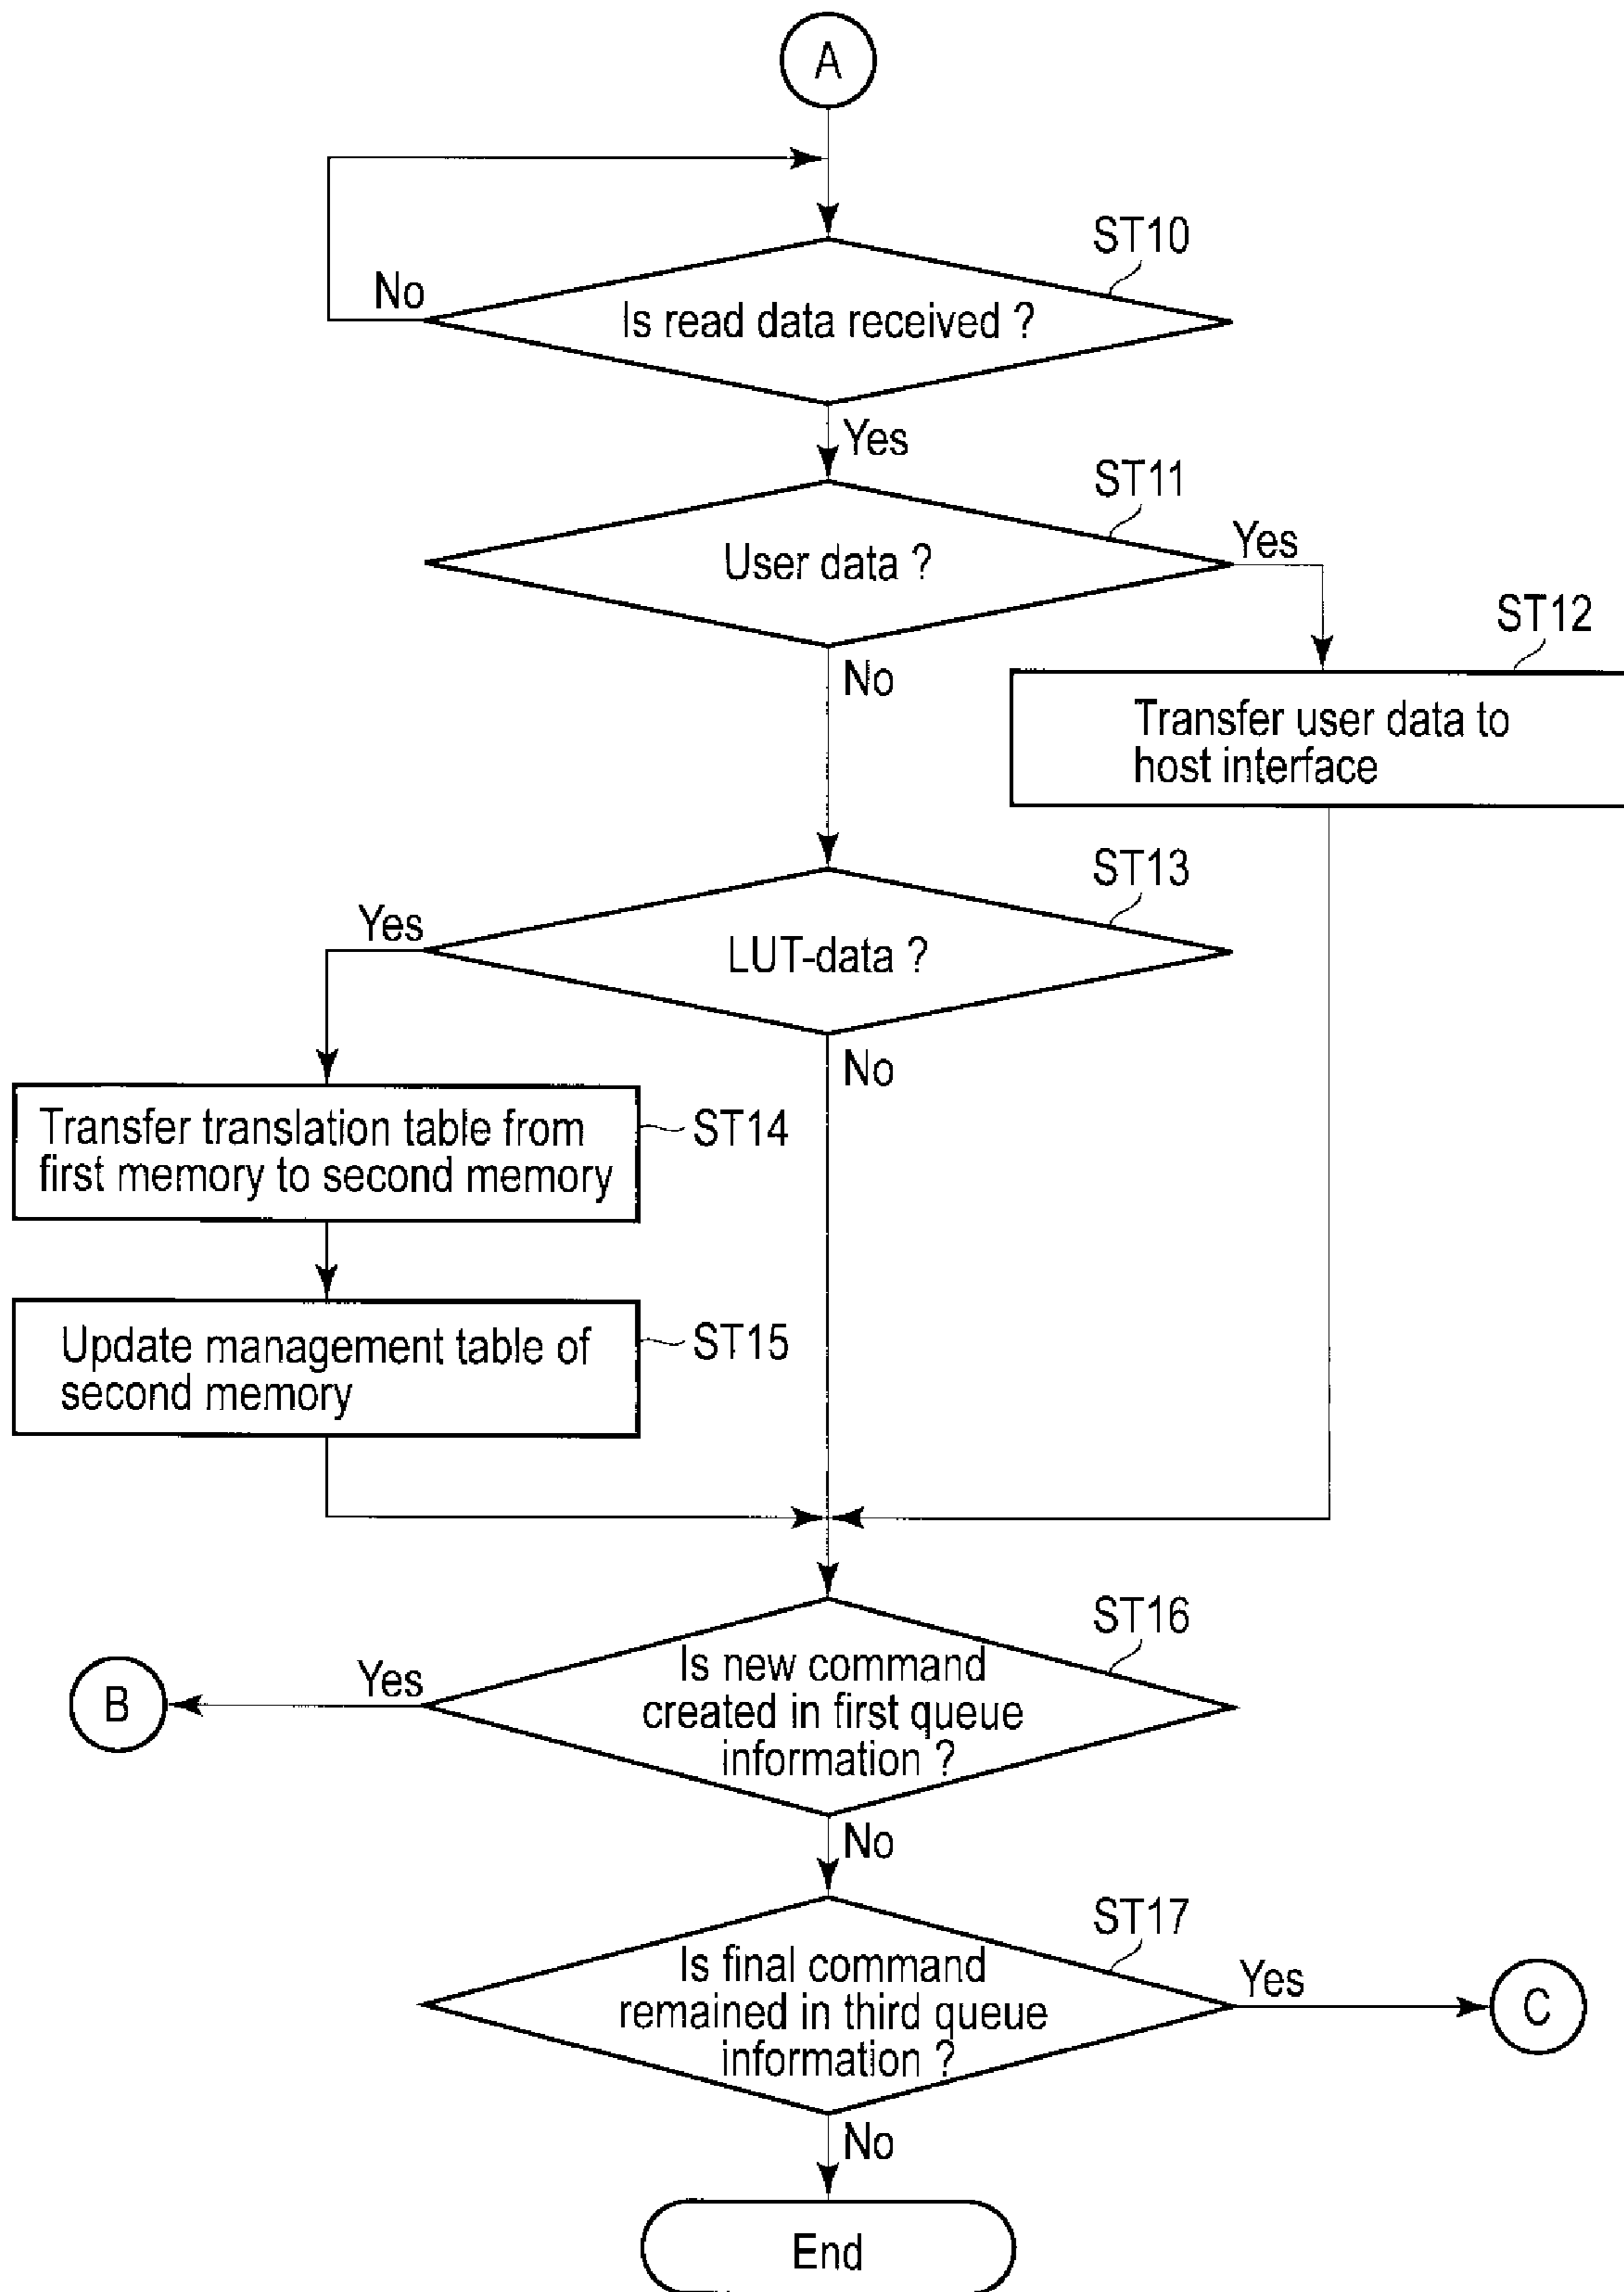 A
ST10
No
Is read data received ?
Yes
ST11
User data ?
Yes
ST12
No
Transfer user data to
host interface
ST13
Yes
LUT-data ?
No
Transfer translation table from
first memory to second memory
ST14
Update management table of
second memory
ST15
ST16
Yes
Is new command
created in first queue
information ?
B
No
ST17
Is final command
remained in third queue
information ?
Yes
C
No
End